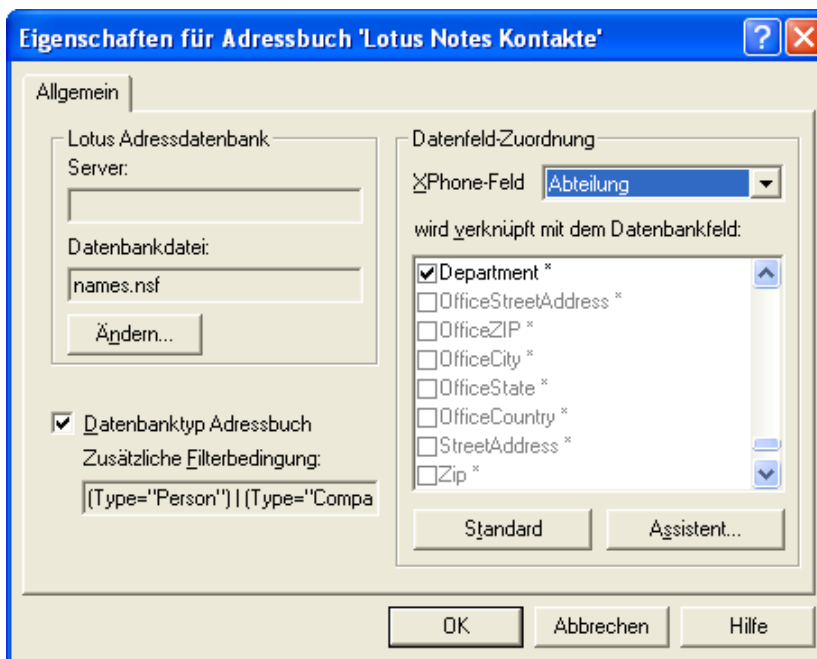 Eigenschaften für Adressbuch 'Lotus Notes Kontakte'
Allgemein
Lotus Adressdatenbank
Server:
Datenbankdatei:
names.nsf
Ändern...
Datenbanktyp Adressbuch
Zusätzliche Filterbedingung:
(Type="Person") | (Type="Compa
Datenfeld-Zuordnung
XPhone-Feld Abteilung
wird verknüpft mit dem Datenbankfeld:
Department *
OfficeStreetAddress *
OfficeZIP *
OfficeCity *
OfficeState *
OfficeCountry *
StreetAddress *
Zip *
Standard Assistent...
OK Abbrechen Hilfe